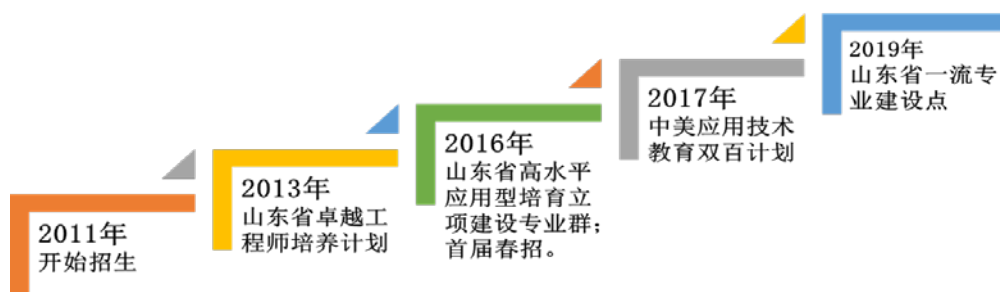 2011年
开始招生
2013年
山东省卓越工
程师培养计划
2016年
山东省高水平
应用型培育立
项建设专业群；
首届春招。
2017年
中美应用技术
教育双百计划
2019年
山东省一流专
业建设点